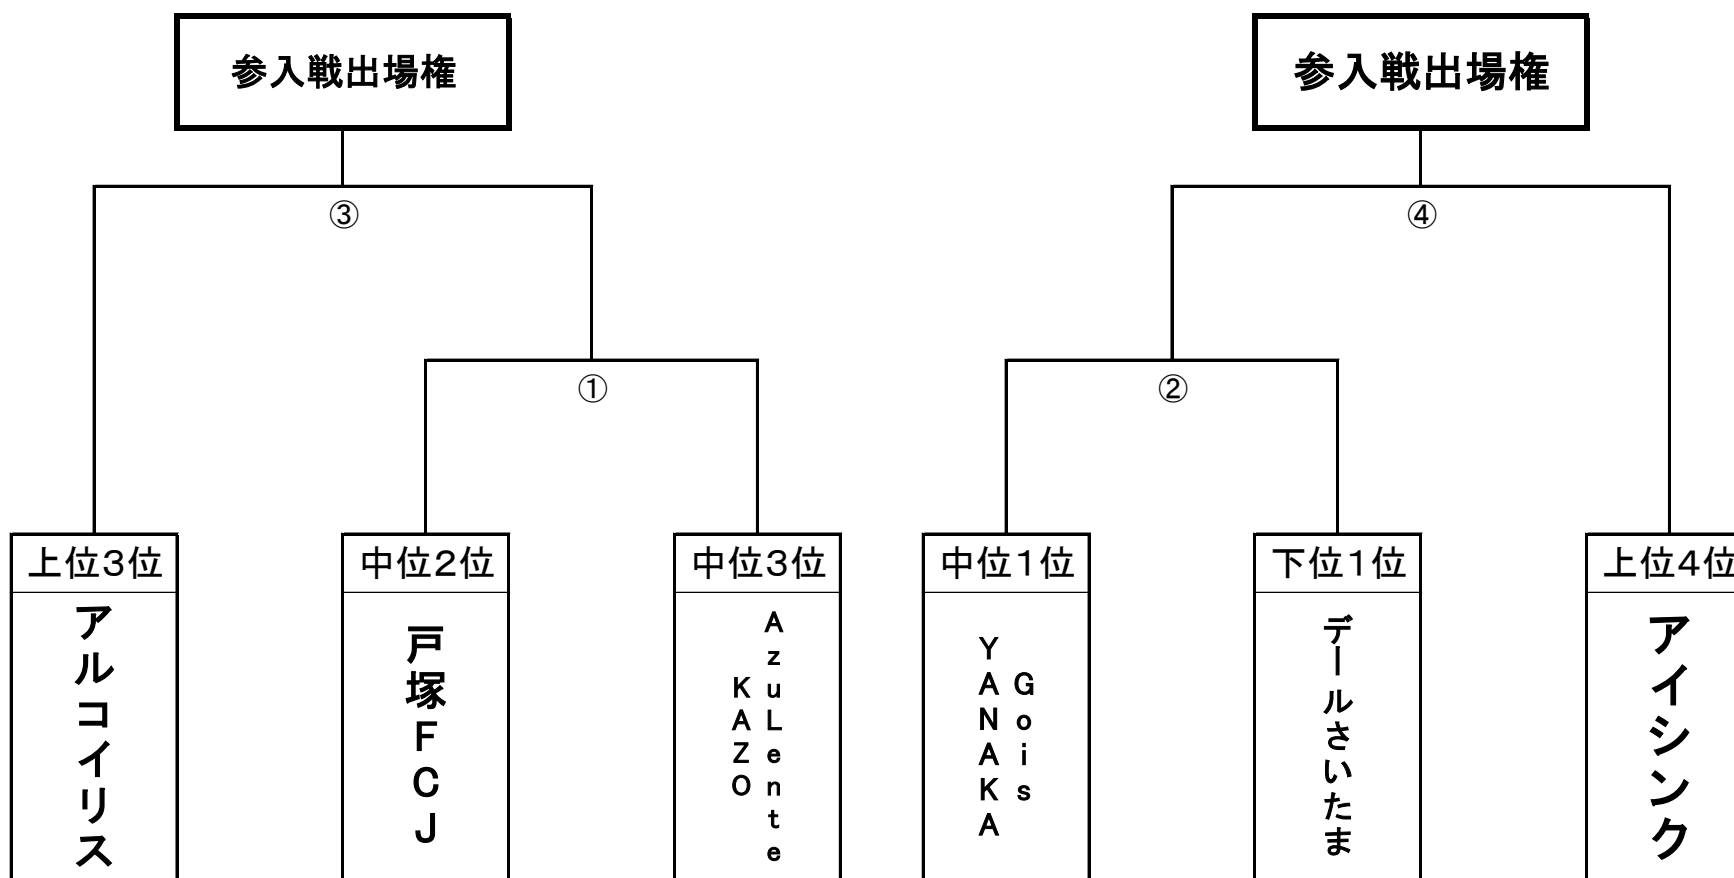 参入戦出場権
参入戦出場権
③
④
①
②
上位3位
中位2位
中位3位
中位1位
下位1位
上位4位
アルコイリス
戸塚FCJ
AzuLente
KAZO
Gois
YANAKA
デールさいたま
アイシンク